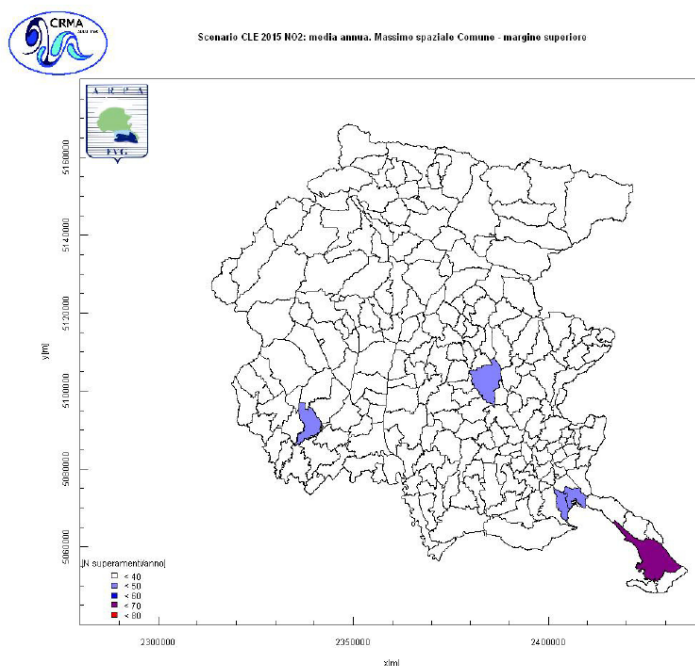 CRMA
Scenario CLE 2015 NO2: media annua. Massimo spaziale Comune - margine superiore
A R P A
F.V.G.
5160000
5140000
5120000
5100000
5080000
5060000
y[m]
[N superamenti/anno]
< 40
< 50
< 60
< 70
< 80
2300000
2350000
2400000
x[m]